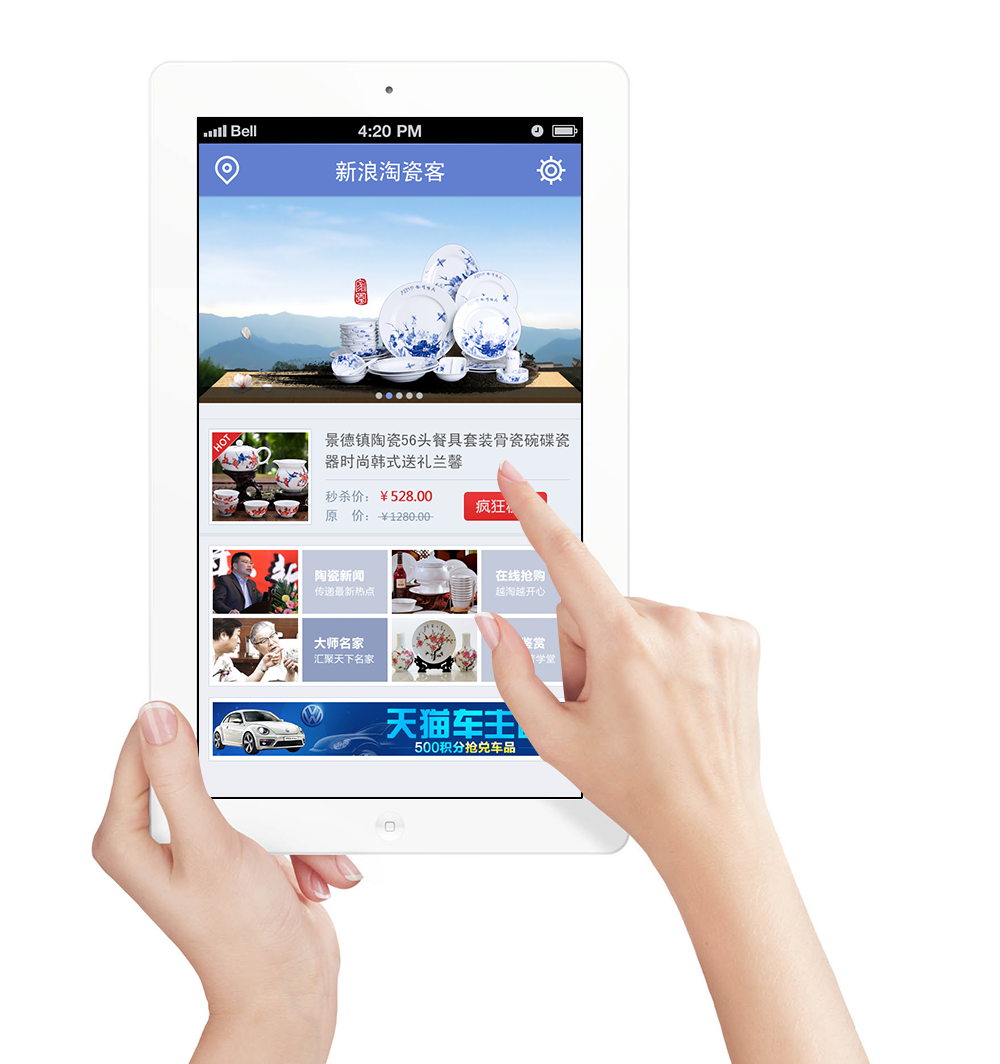 Bell
4:20 PM
新浪淘瓷客
HOT
景德镇陶瓷56头餐具套装骨瓷碗碟瓷
器时尚韩式送礼兰馨
秒杀价：￥528.00
疯狂
原 价：￥1280.00
陶瓷新闻
传递最新热点
在线抢购
越淘越开心
大师名家
汇聚天下名家
鉴赏
学堂
天猫车主
500积分抢兑车品